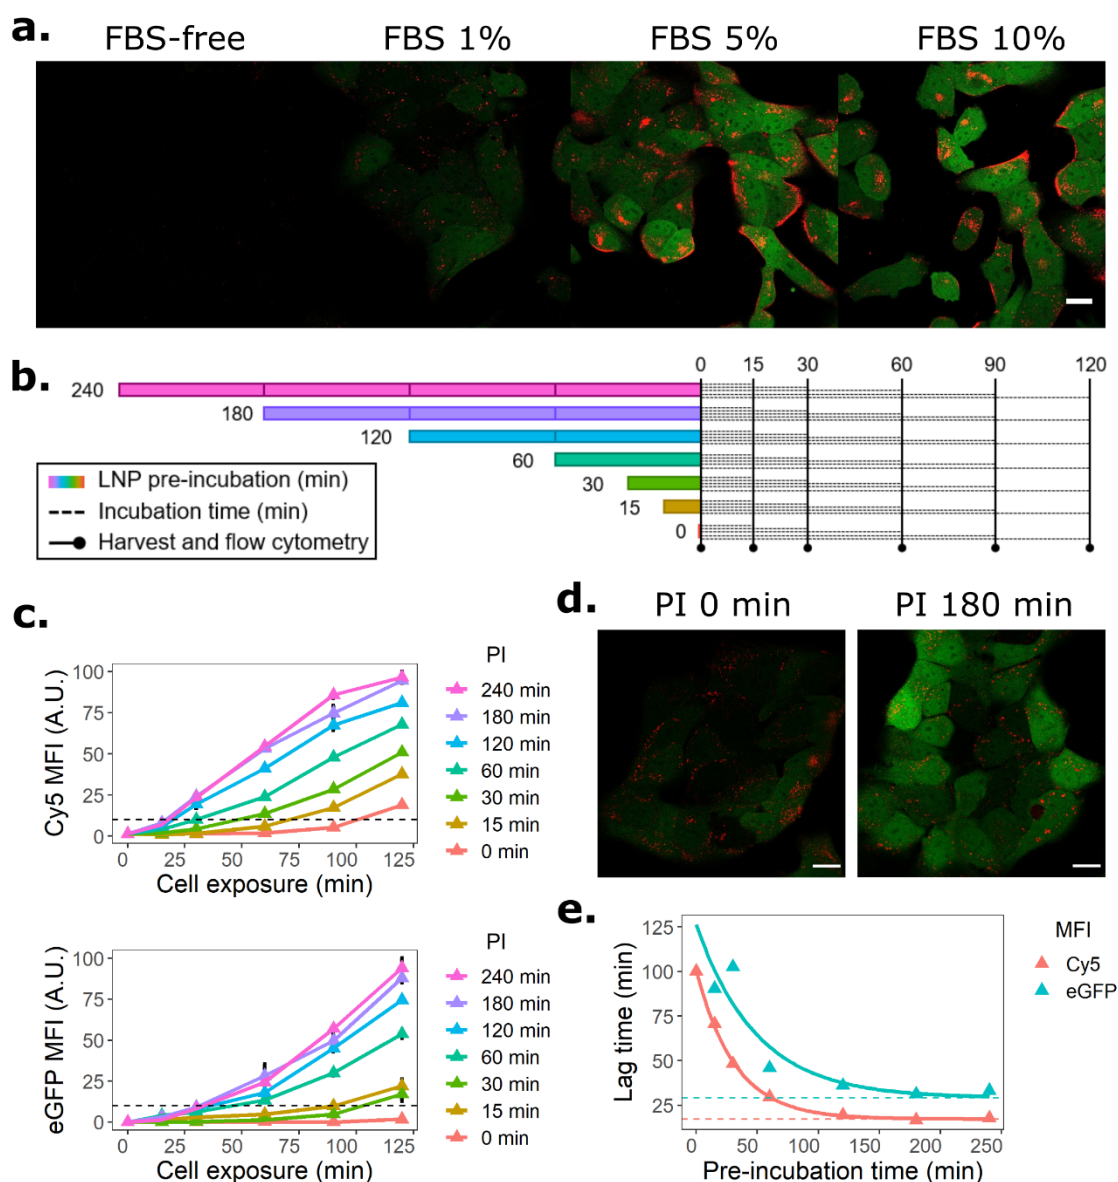 a.
FBS-free FBS 1% FBS 5% FBS 10%
b.
0 15 30 60 90 120
240
180
120
60
30
15
0
LNP pre-incubation (min)
Incubation time (min)
Harvest and flow cytometry
c.
Cy5 MFI (A.U.)
100
75
50
25
0
0 25 50 75 100 125
Cell exposure (min)
PI
240 min
180 min
120 min
60 min
30 min
15 min
0 min
eGFP MFI (A.U.)
100
75
50
25
0
0 25 50 75 100 125
Cell exposure (min)
PI
240 min
180 min
120 min
60 min
30 min
15 min
0 min
d.
PI 0 min PI 180 min
e.
Lag time (min)
125
100
75
50
25
0 50 100 150 200 250
Pre-incubation time (min)
MFI
Cy5
eGFP